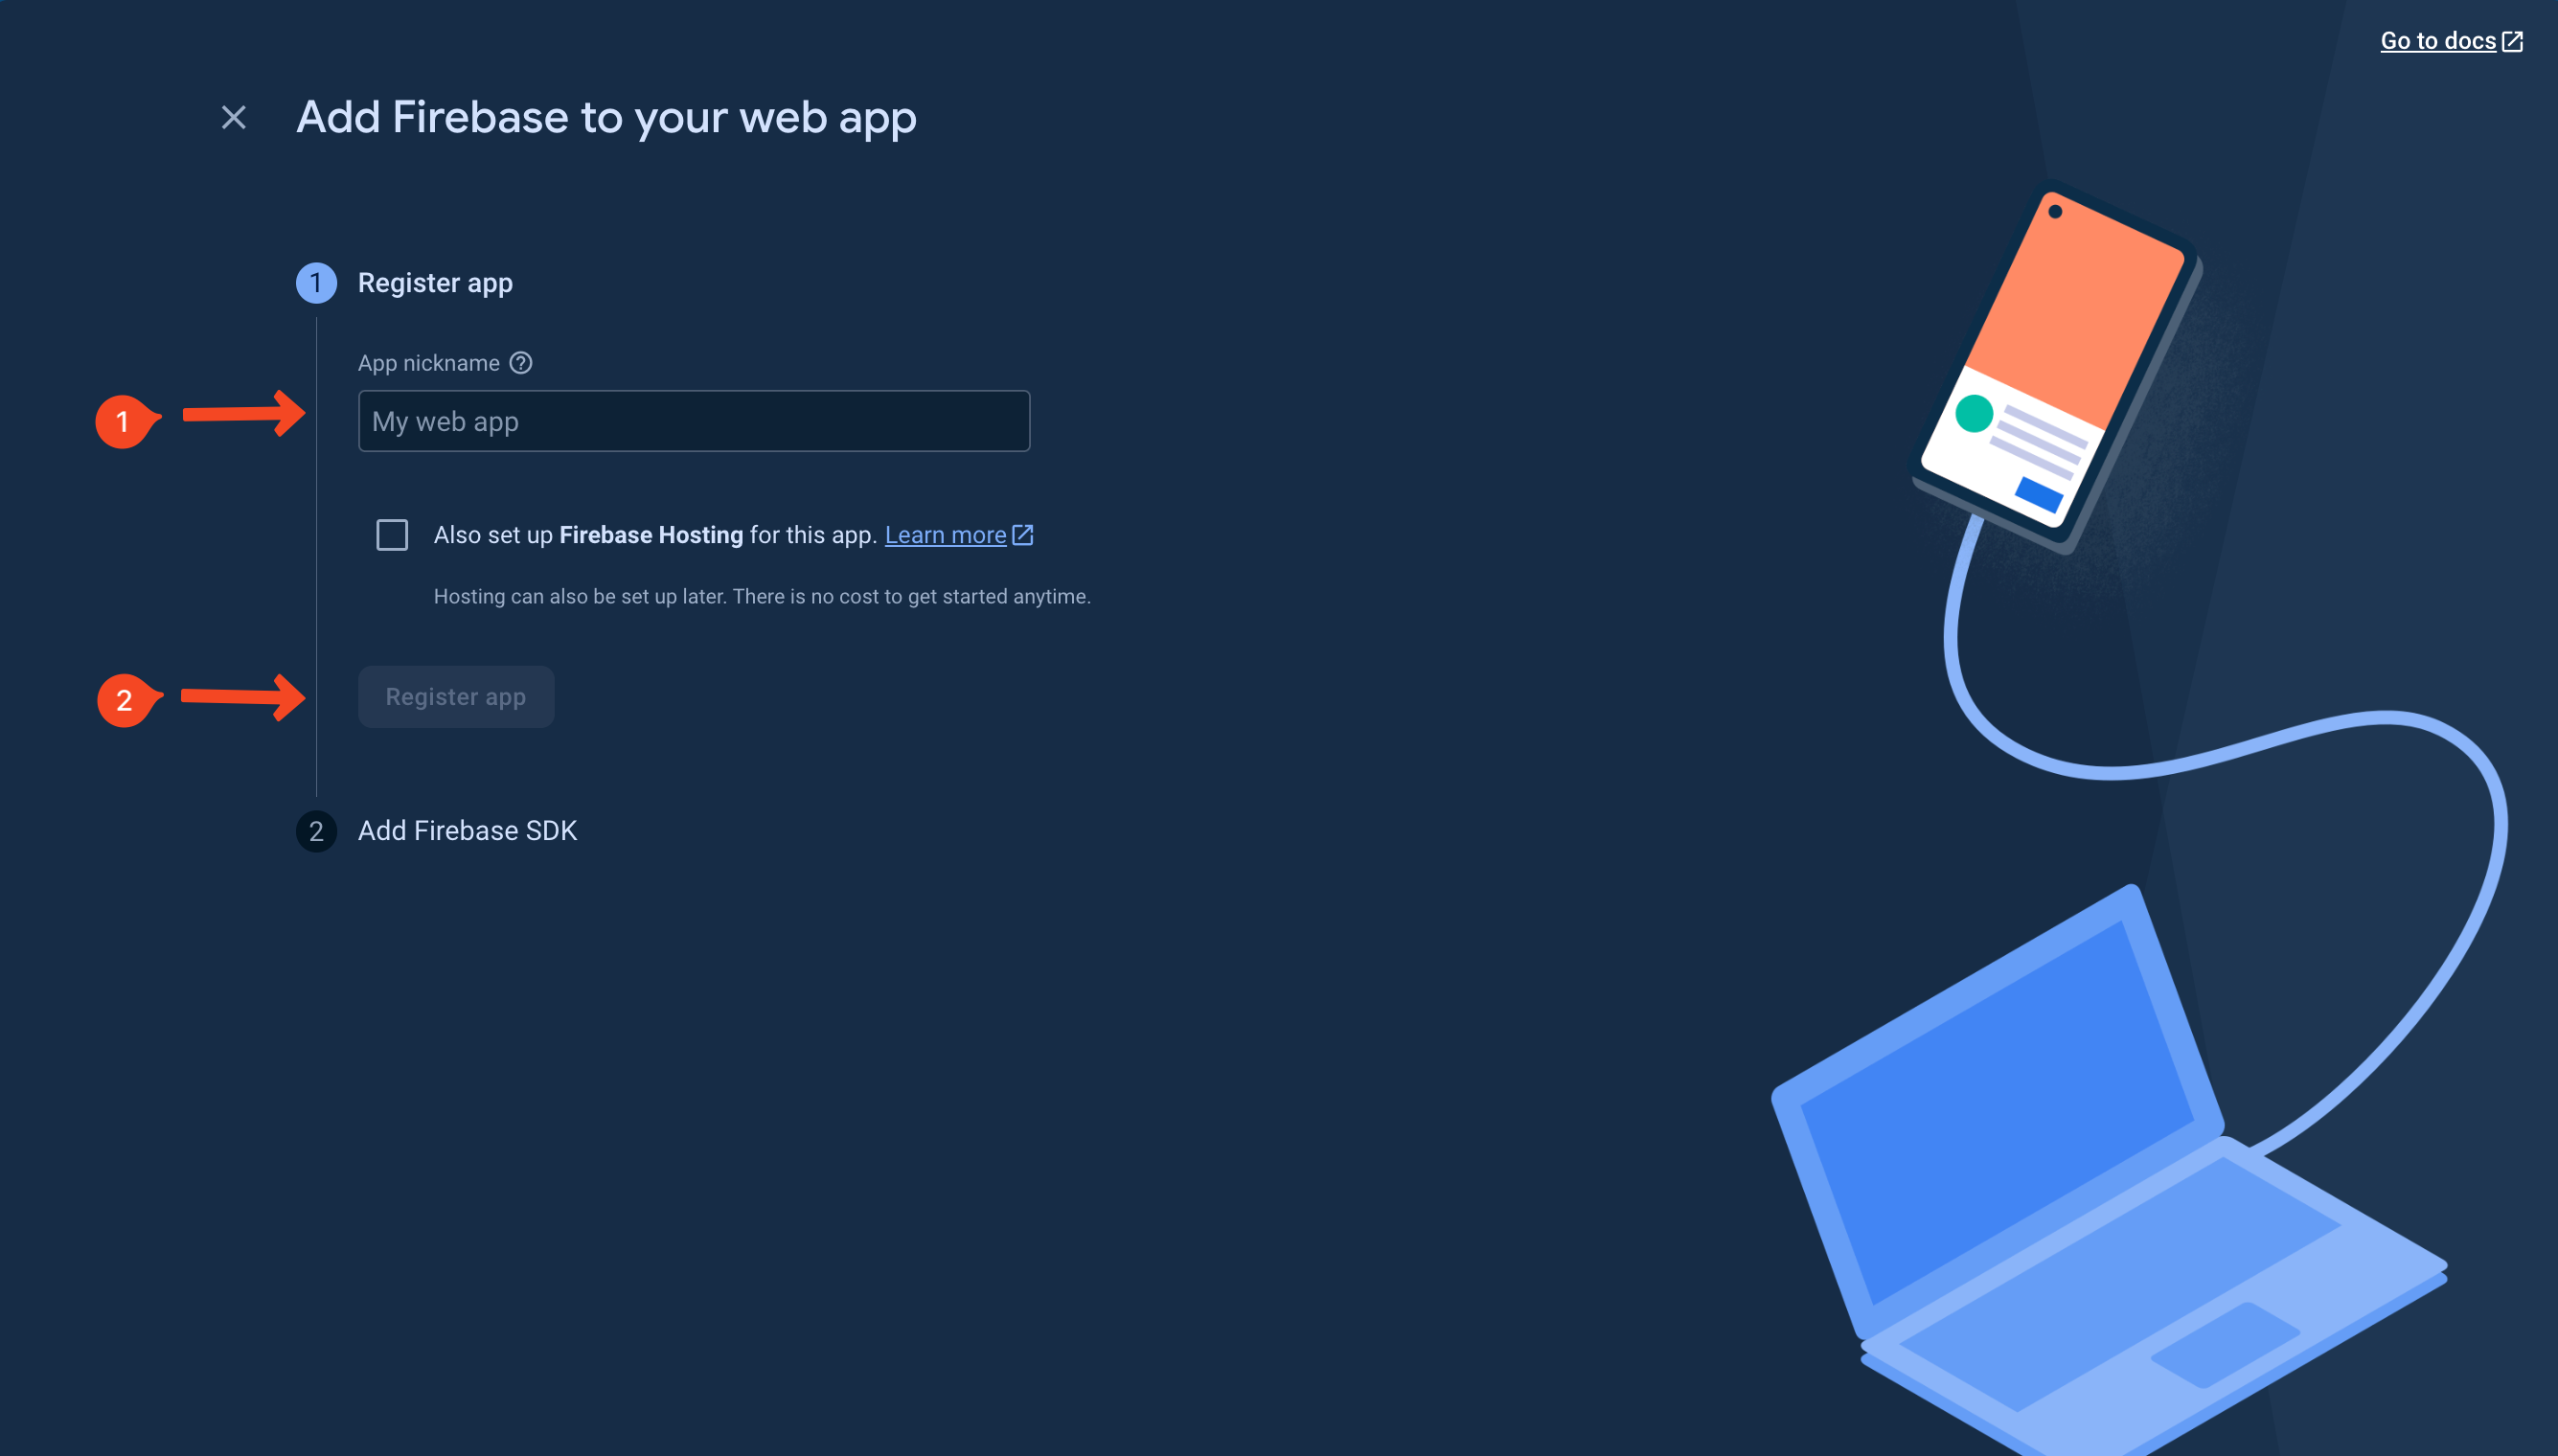 Go to docs
Add Firebase to your web app
1 Register app
App nickname
1
My web app
Also set up Firebase Hosting for this app. Learn more
Hosting can also be set up later. There is no cost to get started anytime.
2
Register app
2 Add Firebase SDK